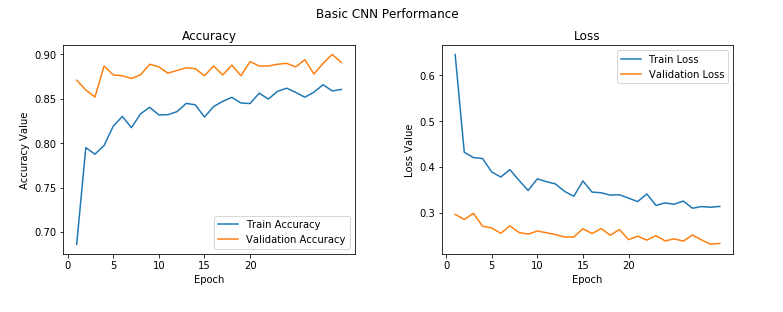 Basic CNN Performance
Accuracy
Accuracy Value
0.90
0.85
0.80
0.75
0.70
0 5 10 15 20
Epoch
Train Accuracy
Validation Accuracy
Loss
Loss Value
0.6
0.5
0.4
0.3
0 5 10 15 20
Epoch
Train Loss
Validation Loss